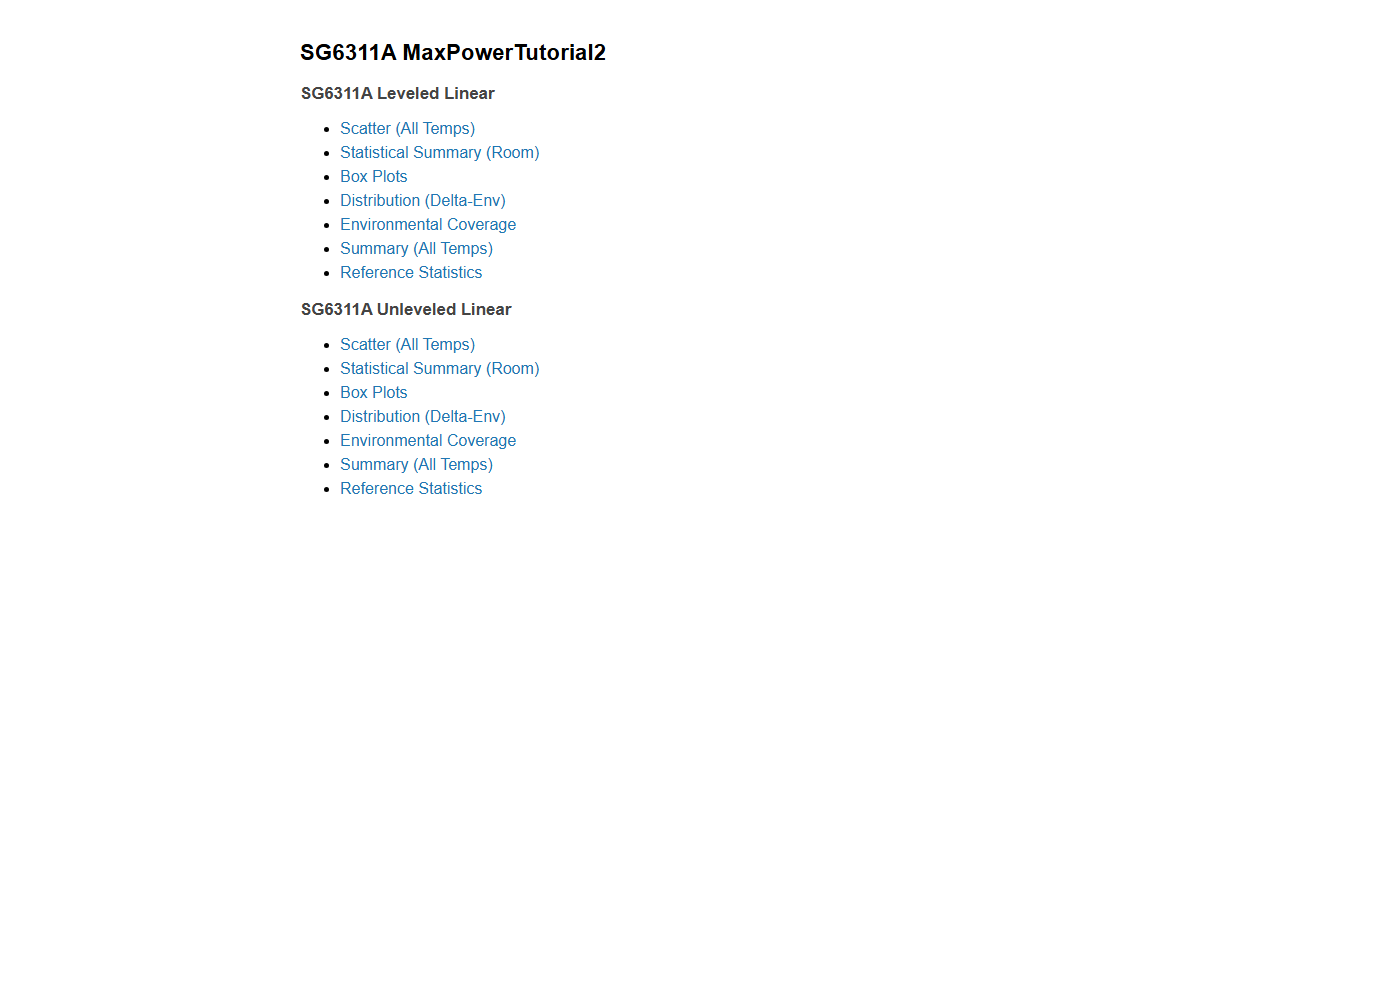 SG6311A MaxPowerTutorial2
SG6311A Leveled Linear
Scatter (All Temps)
Statistical Summary (Room)
Box Plots
Distribution (Delta-Env)
Environmental Coverage
Summary (All Temps)
Reference Statistics
SG6311A Unleveled Linear
Scatter (All Temps)
Statistical Summary (Room)
Box Plots
Distribution (Delta-Env)
Environmental Coverage
Summary (All Temps)
Reference Statistics